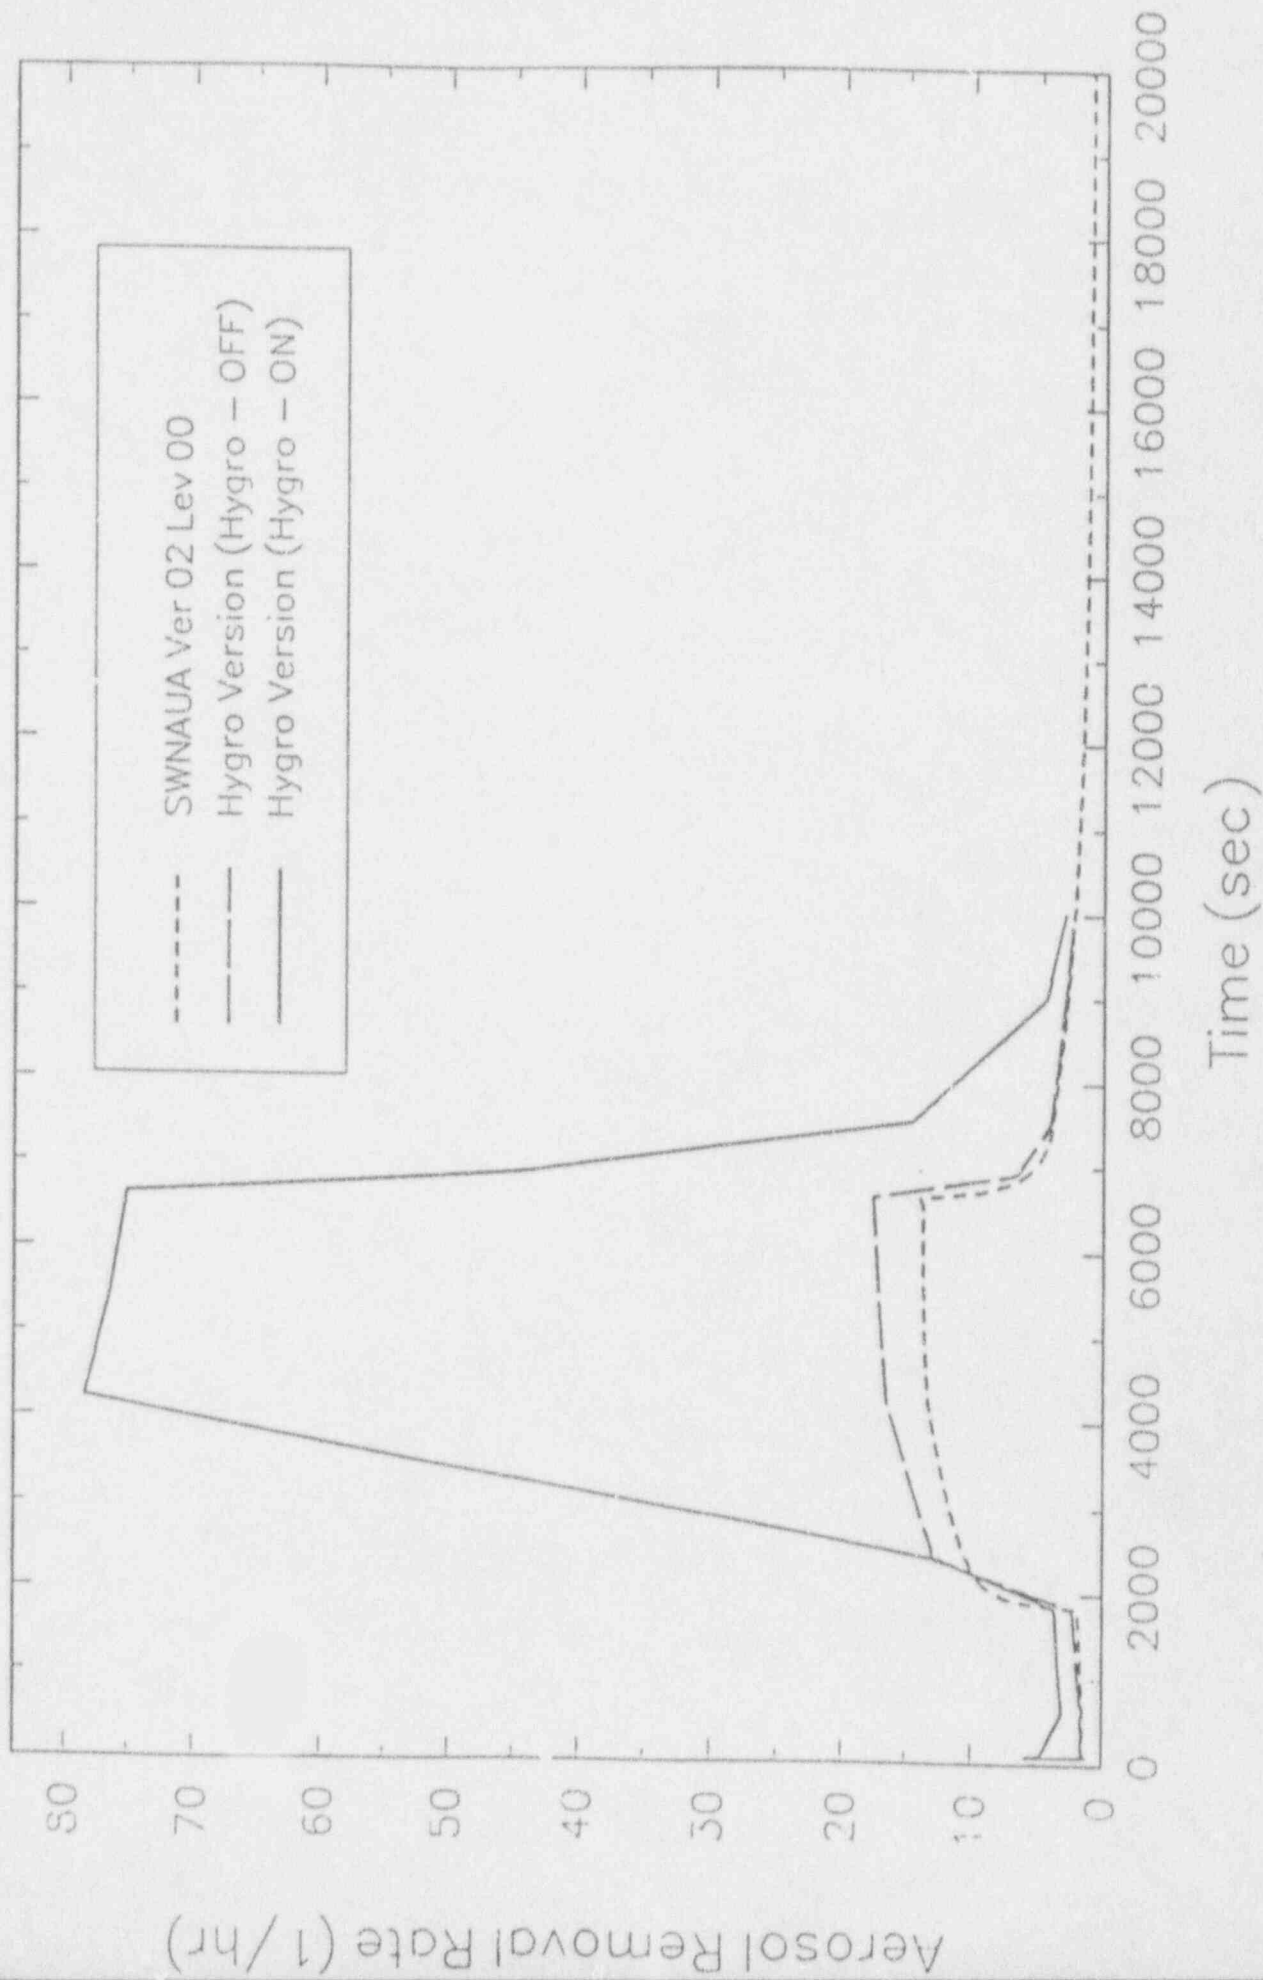 Aerosol Removal Rate (1/hr)
80
70
60
50
40
30
20
10
0
SWNAUA Ver 02 Lev 00
Hygro Version (Hygro – OFF)
Hygro Version (Hygro – ON)
0 2000 4000 6000 8000 10000 12000 14000 16000 18000 20000
Time (sec)